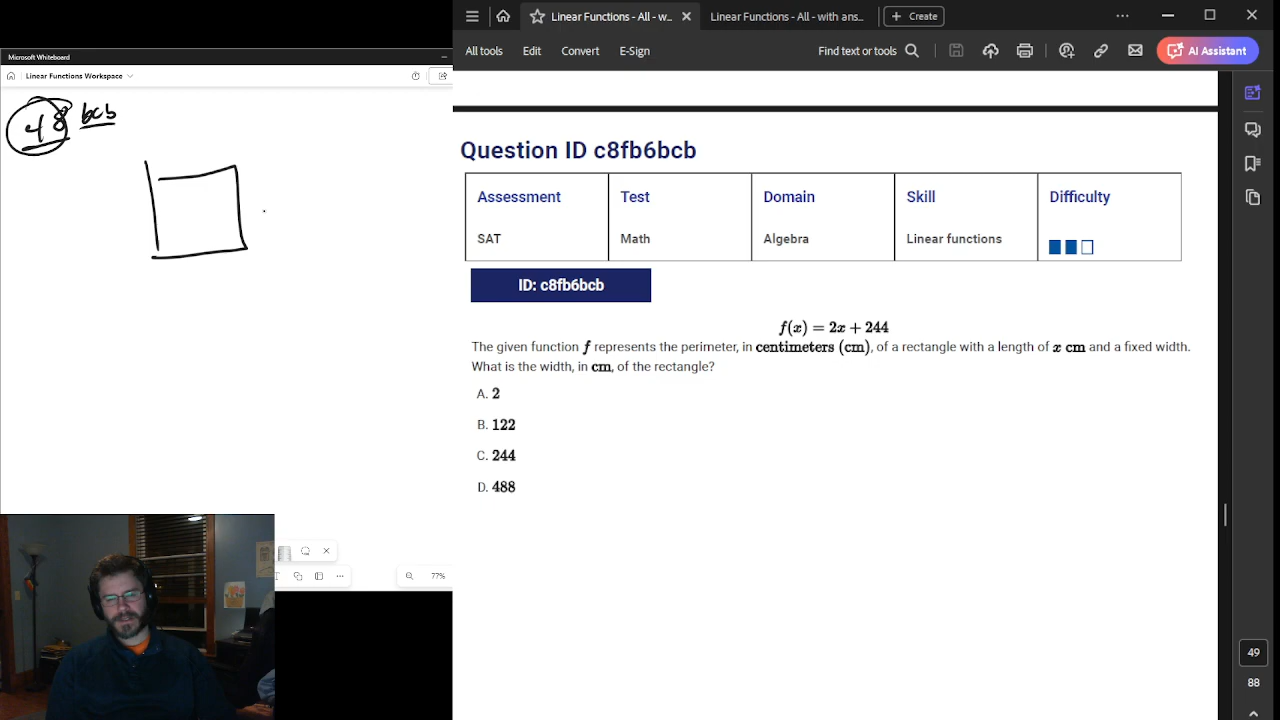 Linear Functions - All - w...
Linear Functions - All - with ans...
Create
Microsoft Whiteboard
All tools
Edit
Convert
E-Sign
Find text or tools
AI Assistant
Linear Functions Workspace
48 bcb
Question ID c8fb6bcb
Assessment
Test
Domain
Skill
Difficulty
SAT
Math
Algebra
Linear functions
ID: c8fb6bcb
f(x) = 2x + 244
The given function f represents the perimeter, in centimeters (cm), of a rectangle with a length of x cm and a fixed width.
What is the width, in cm, of the rectangle?
A. 2
B. 122
C. 244
D. 488
77%
49
88